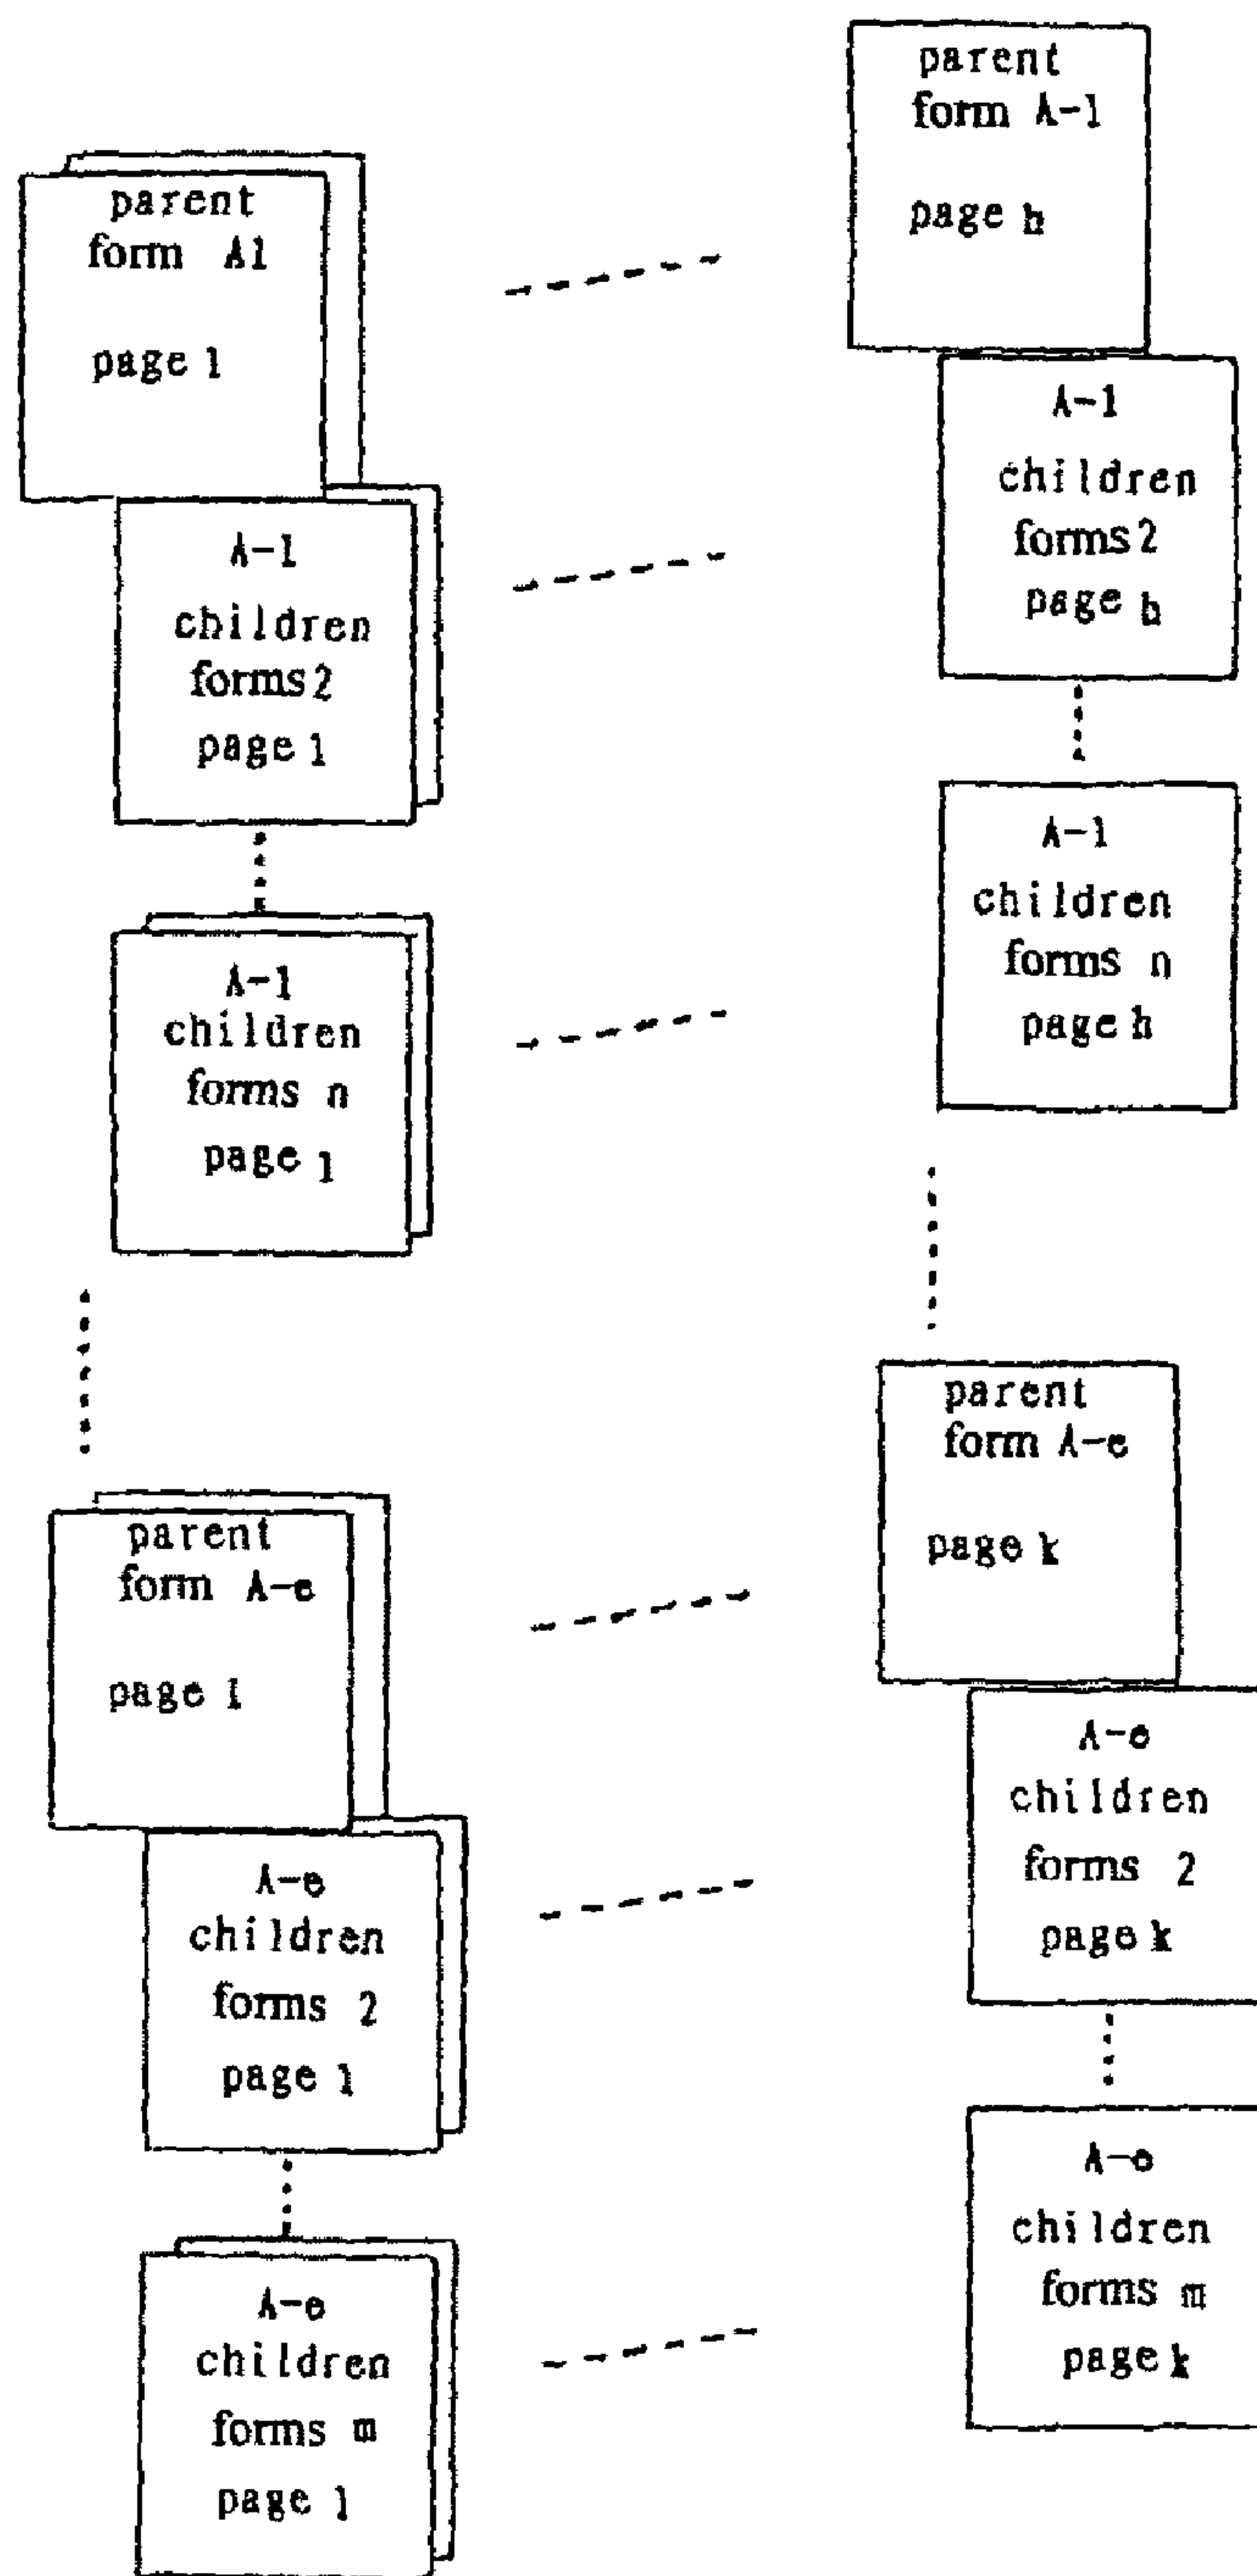 parent
form A1
page 1
A-1
children
forms 2
page 1
A-1
children
forms n
page 1
parent
form A-1
page h
A-1
children
forms 2
page h
A-1
children
forms n
page h
parent
form A-e
page 1
A-e
children
forms 2
page 1
A-e
children
forms m
page 1
parent
form A-e
page k
A-e
children
forms 2
page k
A-e
children
forms m
page k